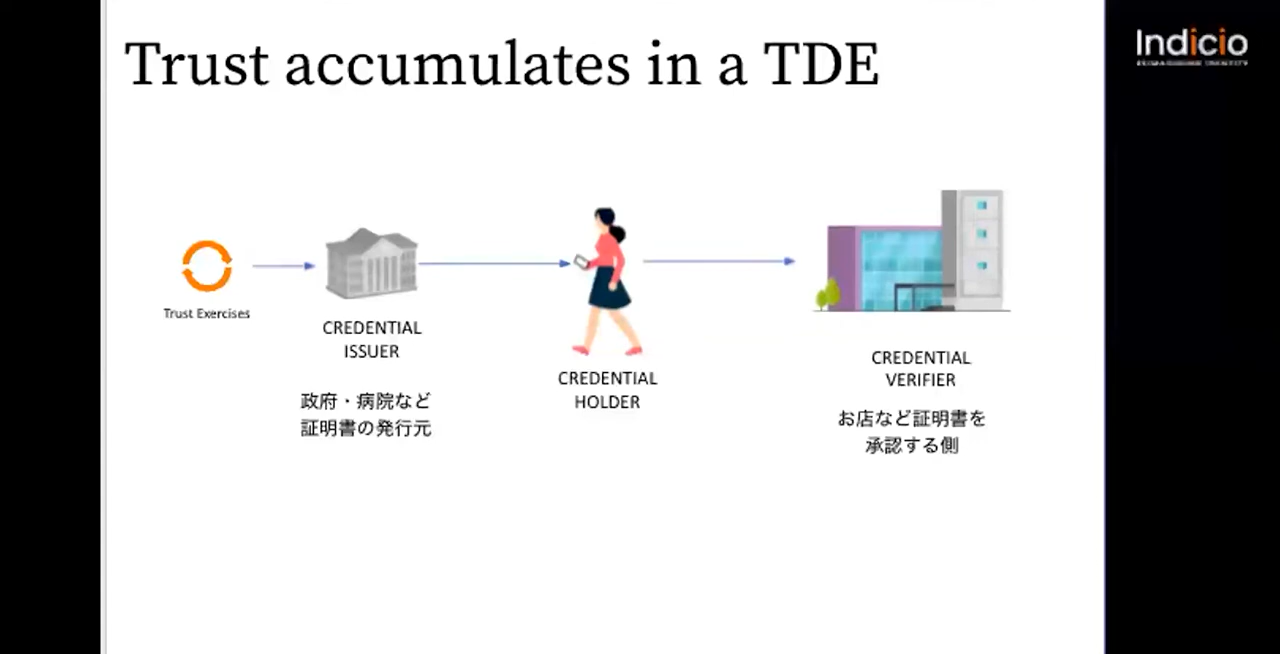 Trust accumulates in a TDE
Indicio
Trust Exercises
CREDENTIAL
ISSUER
政府・病院など
証明書の発行元
CREDENTIAL
HOLDER
CREDENTIAL
VERIFIER
お店など証明書を
承認する側